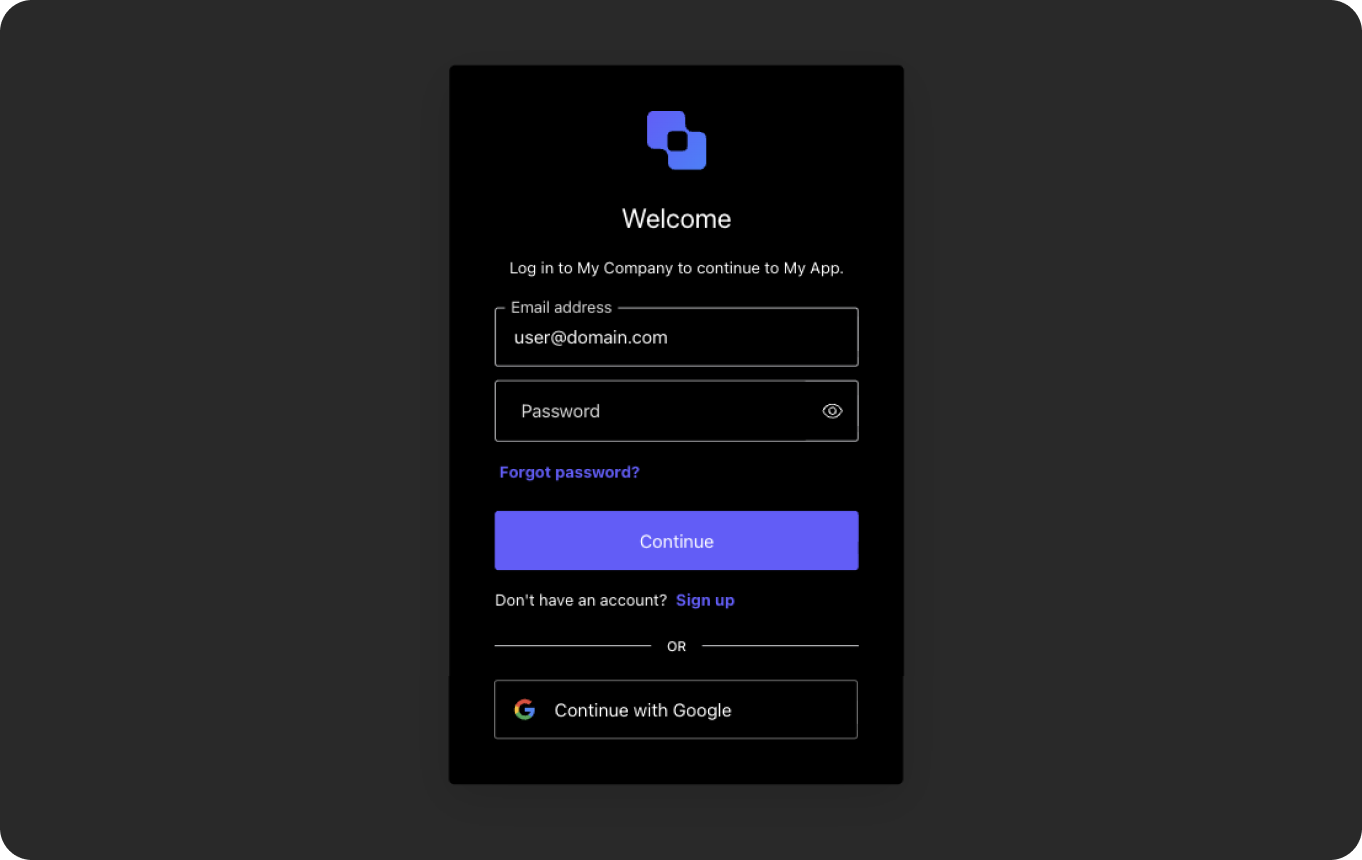 Welcome
Log in to My Company to continue to My App.
Email address
user@domain.com
Password
Forgot password?
Continue
Don't have an account? Sign up
OR
Continue with Google